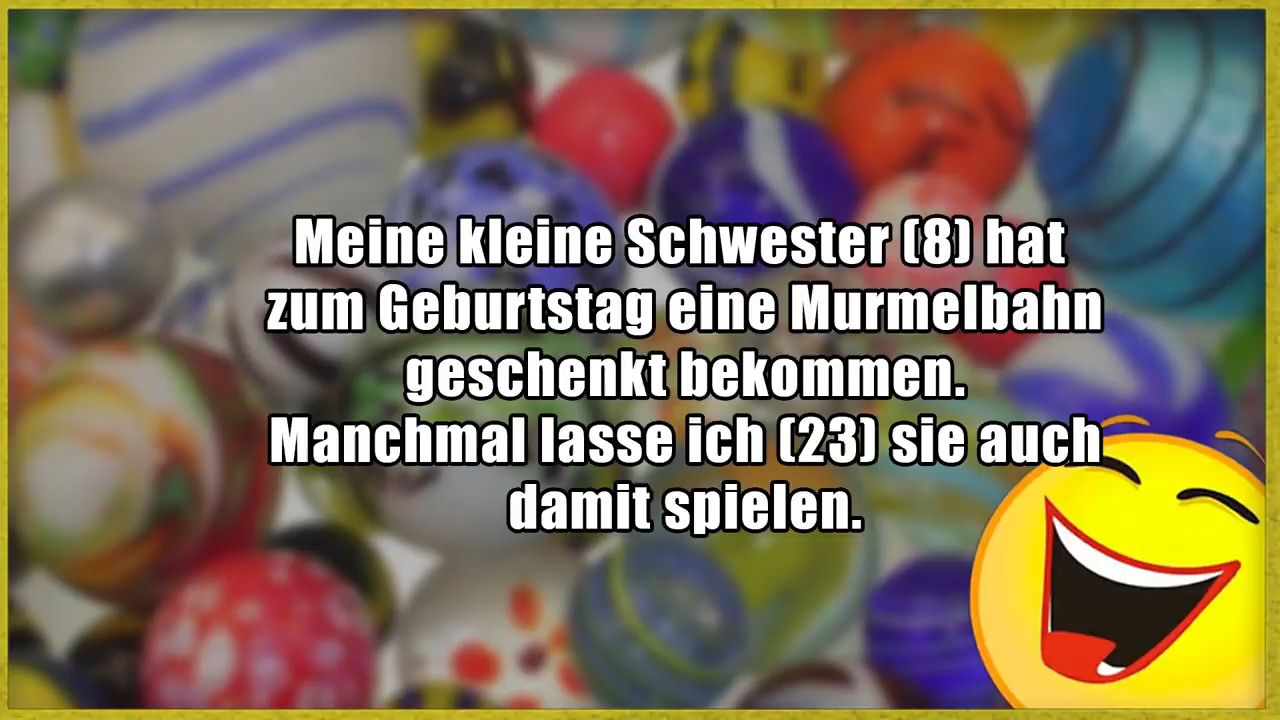 Meine kleine Schwester (8) hat
zum Geburtstag eine Murmelbahn
geschenkt bekommen.
Manchmal lasse ich (23) sie auch
damit spielen.